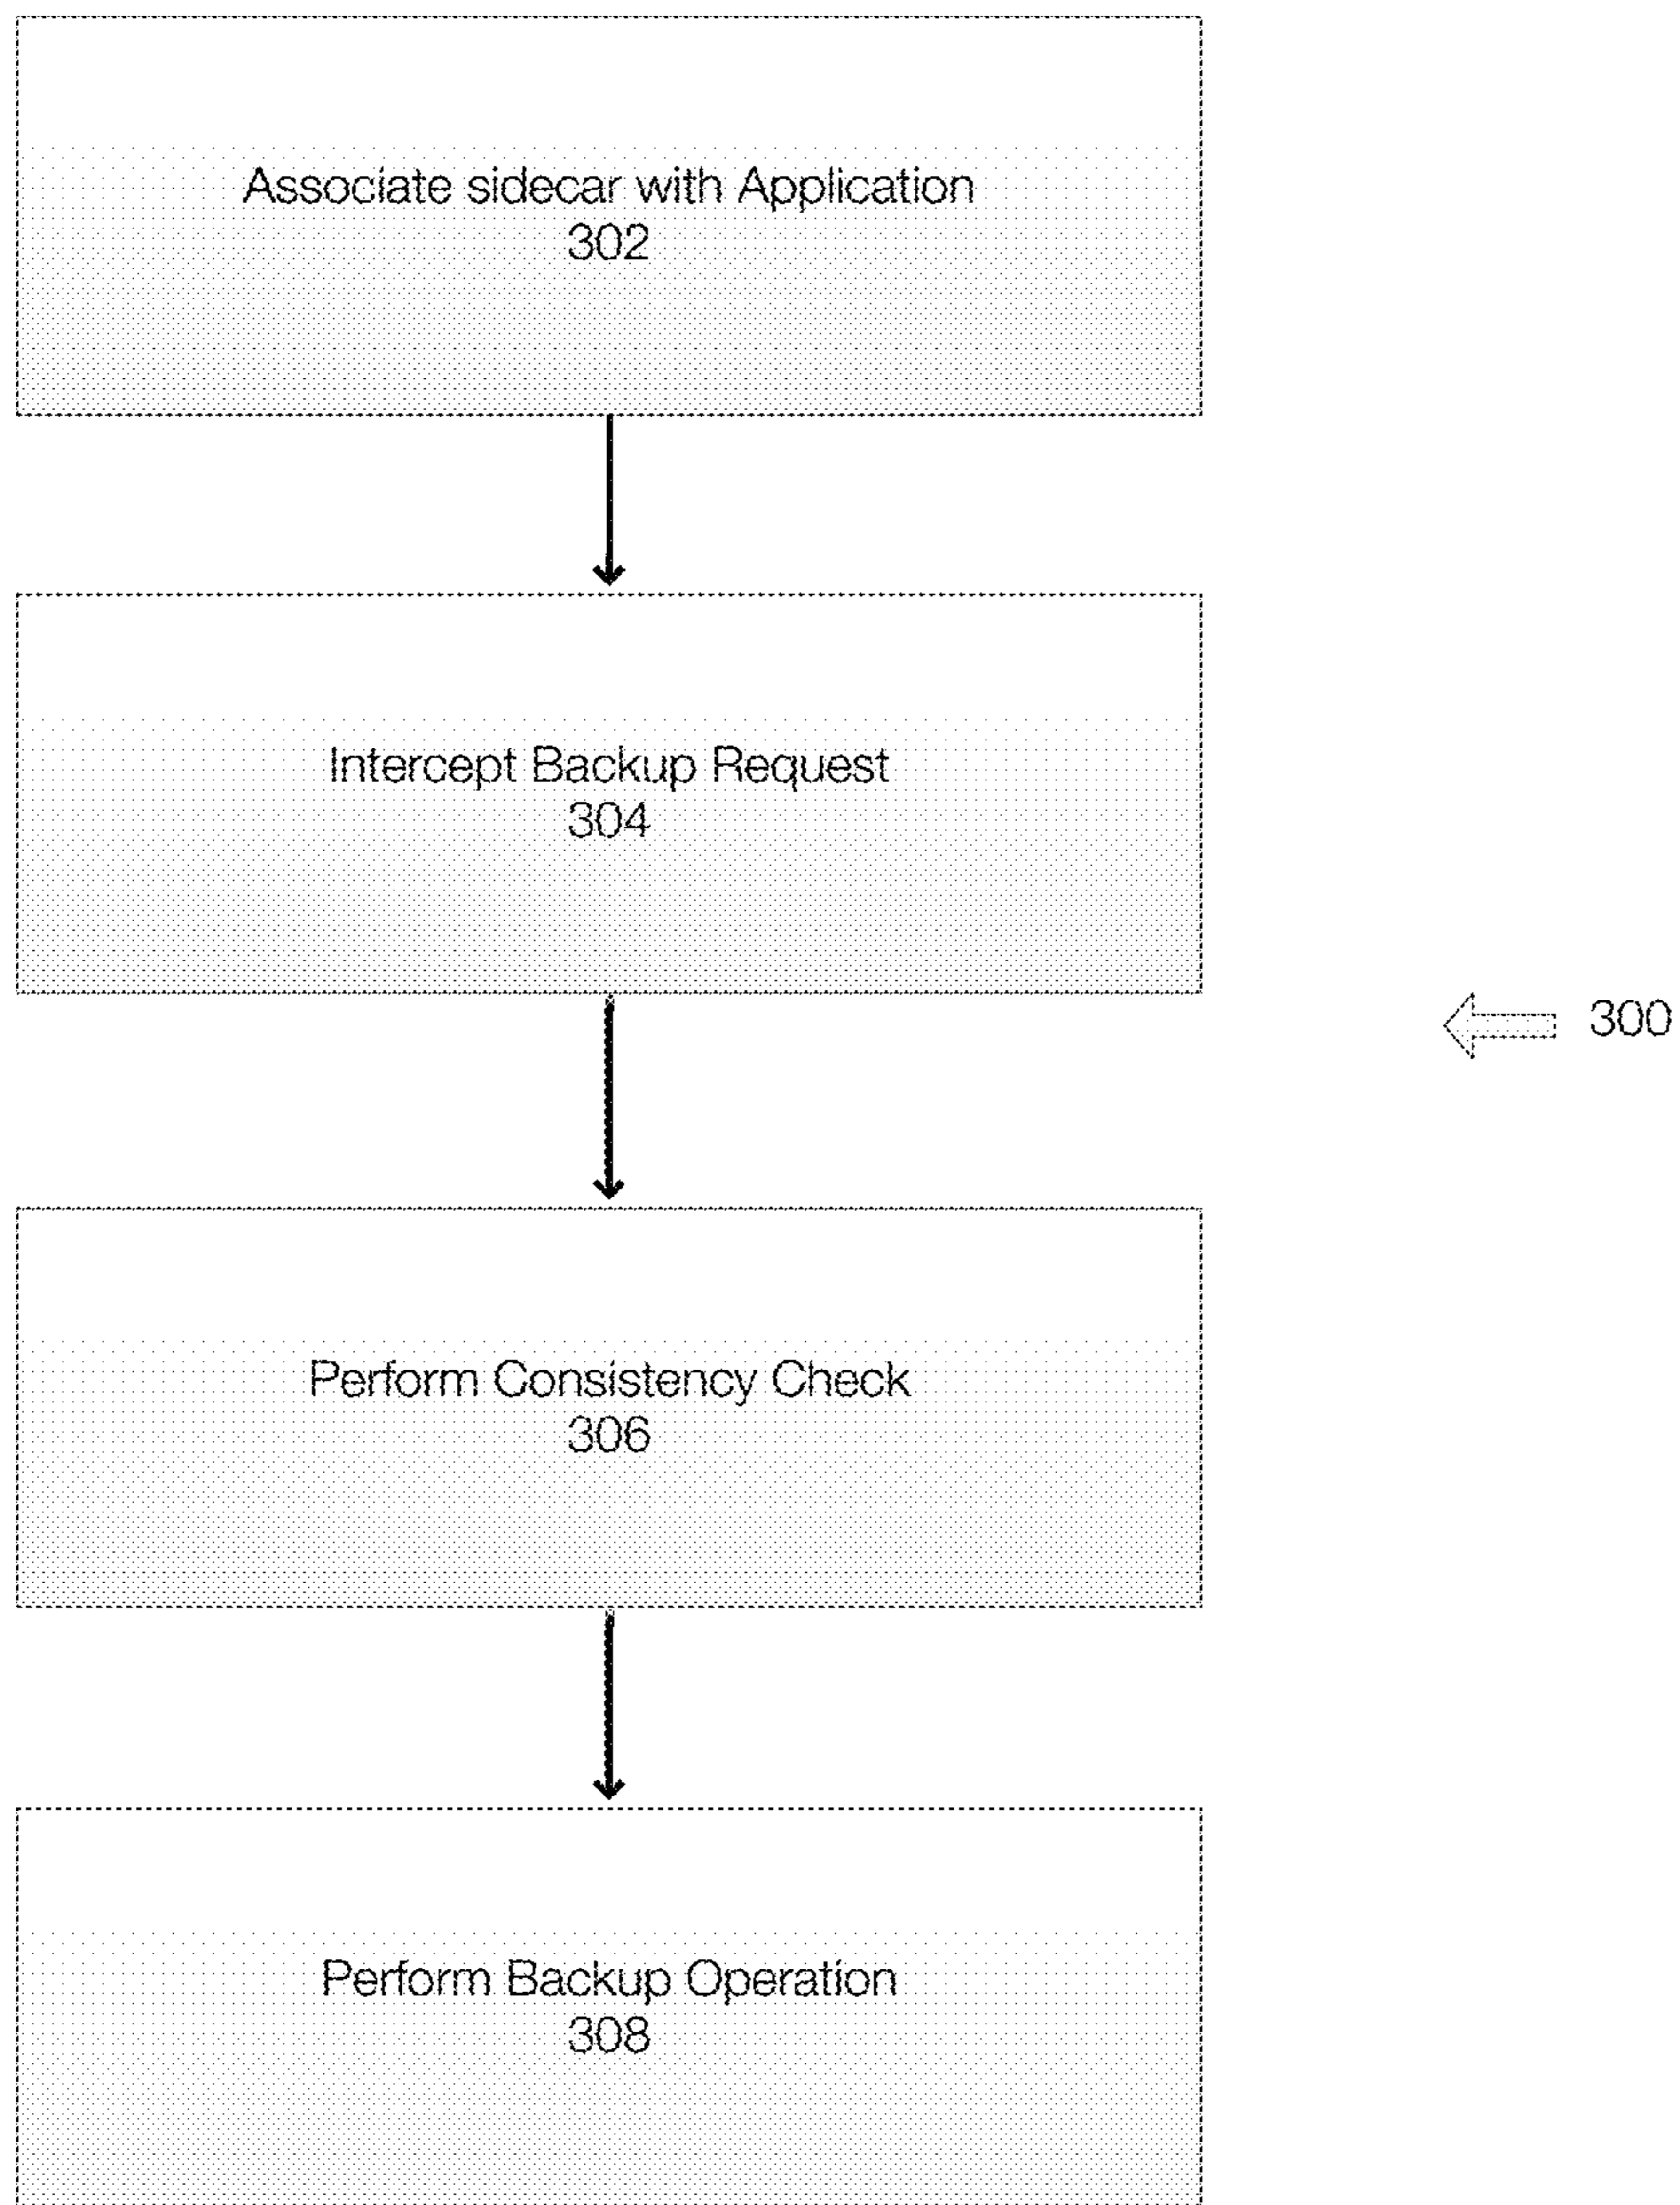 Associate sidecar with Application
302
Intercept Backup Request
304
300
Perform Consistency Check
306
Perform Backup Operation
308